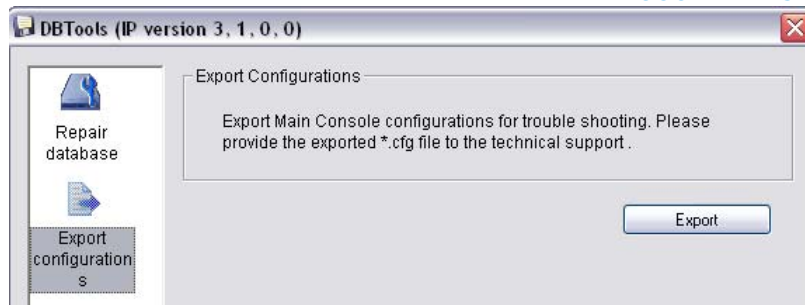 DBTools (IP version 3, 1, 0, 0)
Repair
database
Export
configuration
s
Export Configurations
Export Main Console configurations for trouble shooting. Please
provide the exported *.cfg file to the technical support .
Export